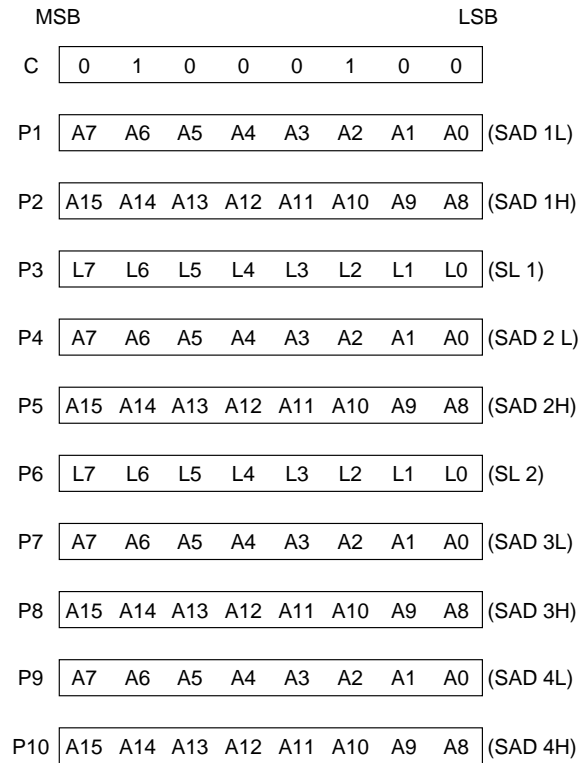 MSB LSB
C 0 1 0 0 0 1 0 0
P1 A7 A6 A5 A4 A3 A2 A1 A0 (SAD 1L)
P2 A15 A14 A13 A12 A11 A10 A9 A8 (SAD 1H)
P3 L7 L6 L5 L4 L3 L2 L1 L0 (SL 1)
P4 A7 A6 A5 A4 A3 A2 A1 A0 (SAD 2 L)
P5 A15 A14 A13 A12 A11 A10 A9 A8 (SAD 2H)
P6 L7 L6 L5 L4 L3 L2 L1 L0 (SL 2)
P7 A7 A6 A5 A4 A3 A2 A1 A0 (SAD 3L)
P8 A15 A14 A13 A12 A11 A10 A9 A8 (SAD 3H)
P9 A7 A6 A5 A4 A3 A2 A1 A0 (SAD 4L)
P10 A15 A14 A13 A12 A11 A10 A9 A8 (SAD 4H)